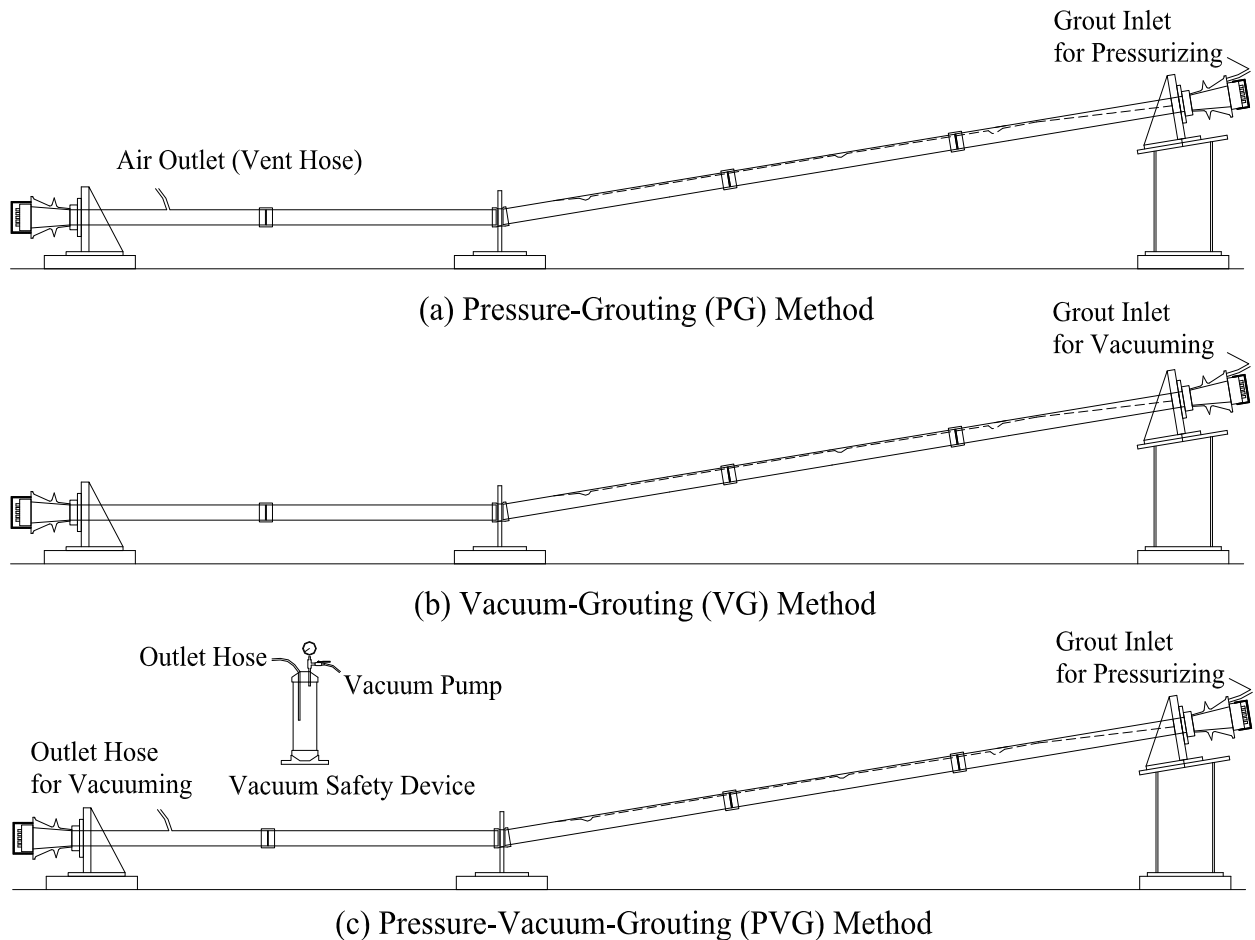 Grout Inlet
for Pressurizing
Air Outlet (Vent Hose)
(a) Pressure-Grouting (PG) Method
Grout Inlet
for Vacuuming
(b) Vacuum-Grouting (VG) Method
Outlet Hose
Vacuum Pump
Grout Inlet
for Pressurizing
Outlet Hose
for Vacuuming
Vacuum Safety Device
(c) Pressure-Vacuum-Grouting (PVG) Method